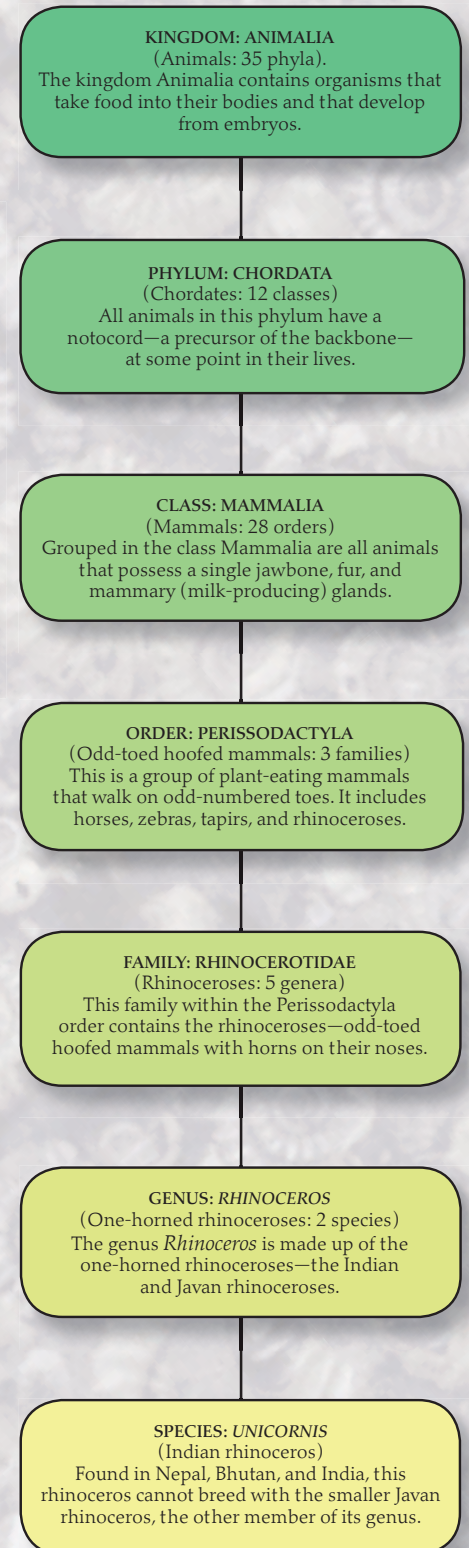 KINGDOM: ANIMALIA
(Animals: 35 phyla).
The kingdom Animalia contains organisms that
take food into their bodies and that develop
from embryos.
PHYLUM: CHORDATA
(Chordates: 12 classes)
All animals in this phylum have a
notocord—a precursor of the backbone—
at some point in their lives.
CLASS: MAMMALIA
(Mammals: 28 orders)
Grouped in the class Mammalia are all animals
that possess a single jawbone, fur, and
mammary (milk-producing) glands.
ORDER: PERISSODACTYLA
(Odd-toed hoofed mammals: 3 families)
This is a group of plant-eating mammals
that walk on odd-numbered toes. It includes
horses, zebras, tapirs, and rhinoceroses.
FAMILY: RHINOCEROTIDAE
(Rhinoceroses: 5 genera)
This family within the Perissodactyla
order contains the rhinoceroses—odd-toed
hoofed mammals with horns on their noses.
GENUS: RHINOCEROS
(One-horned rhinoceroses: 2 species)
The genus Rhinoceros is made up of the
one-horned rhinoceroses—the Indian
and Javan rhinoceroses.
SPECIES: UNICORNIS
(Indian rhinoceros)
Found in Nepal, Bhutan, and India, this
rhinoceros cannot breed with the smaller Javan
rhinoceros, the other member of its genus.